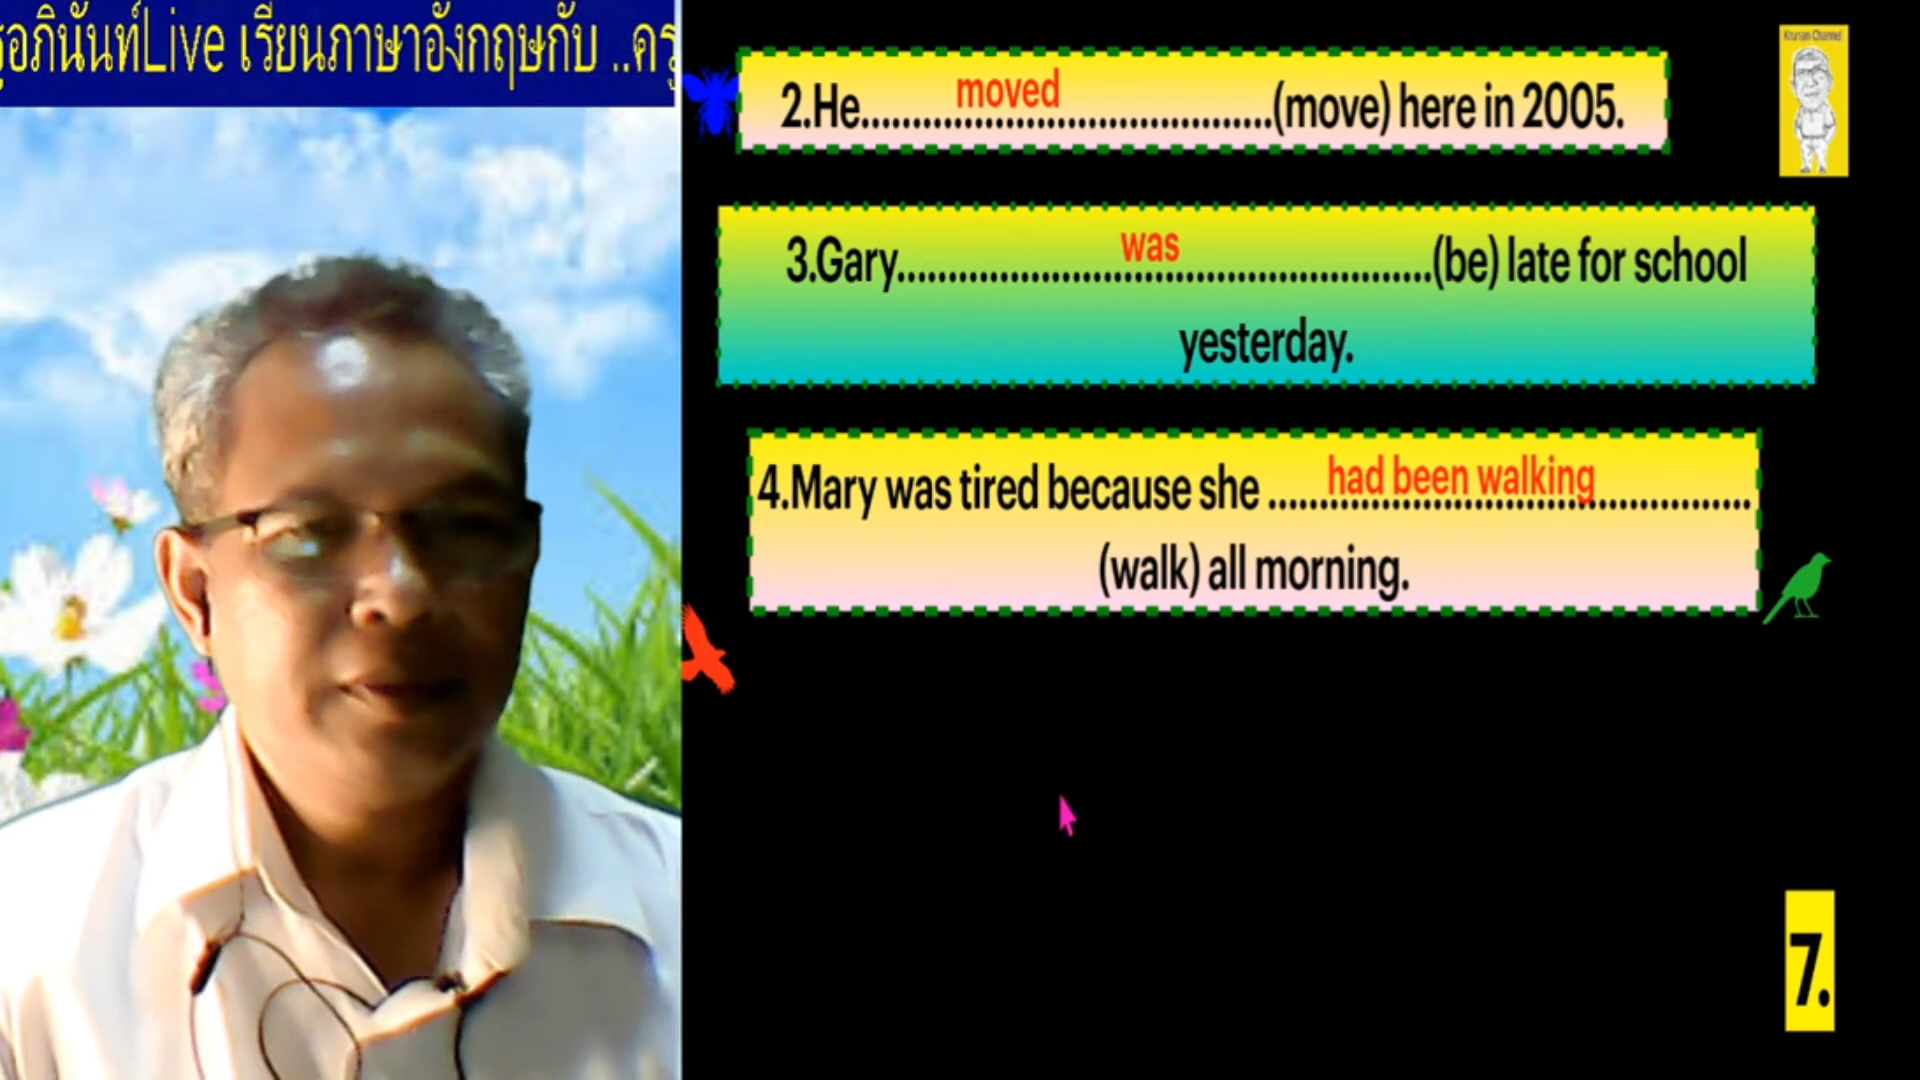 อภินันท์Live เรียนภาษาอังกฤษกับ ..คร
Krunan Channel
2.He........................................(move) here in 2005.
moved
3.Gary....................................................(be) late for school
was
yesterday.
4.Mary was tired because she ...............................................
had been walking
(walk) all morning.
7.